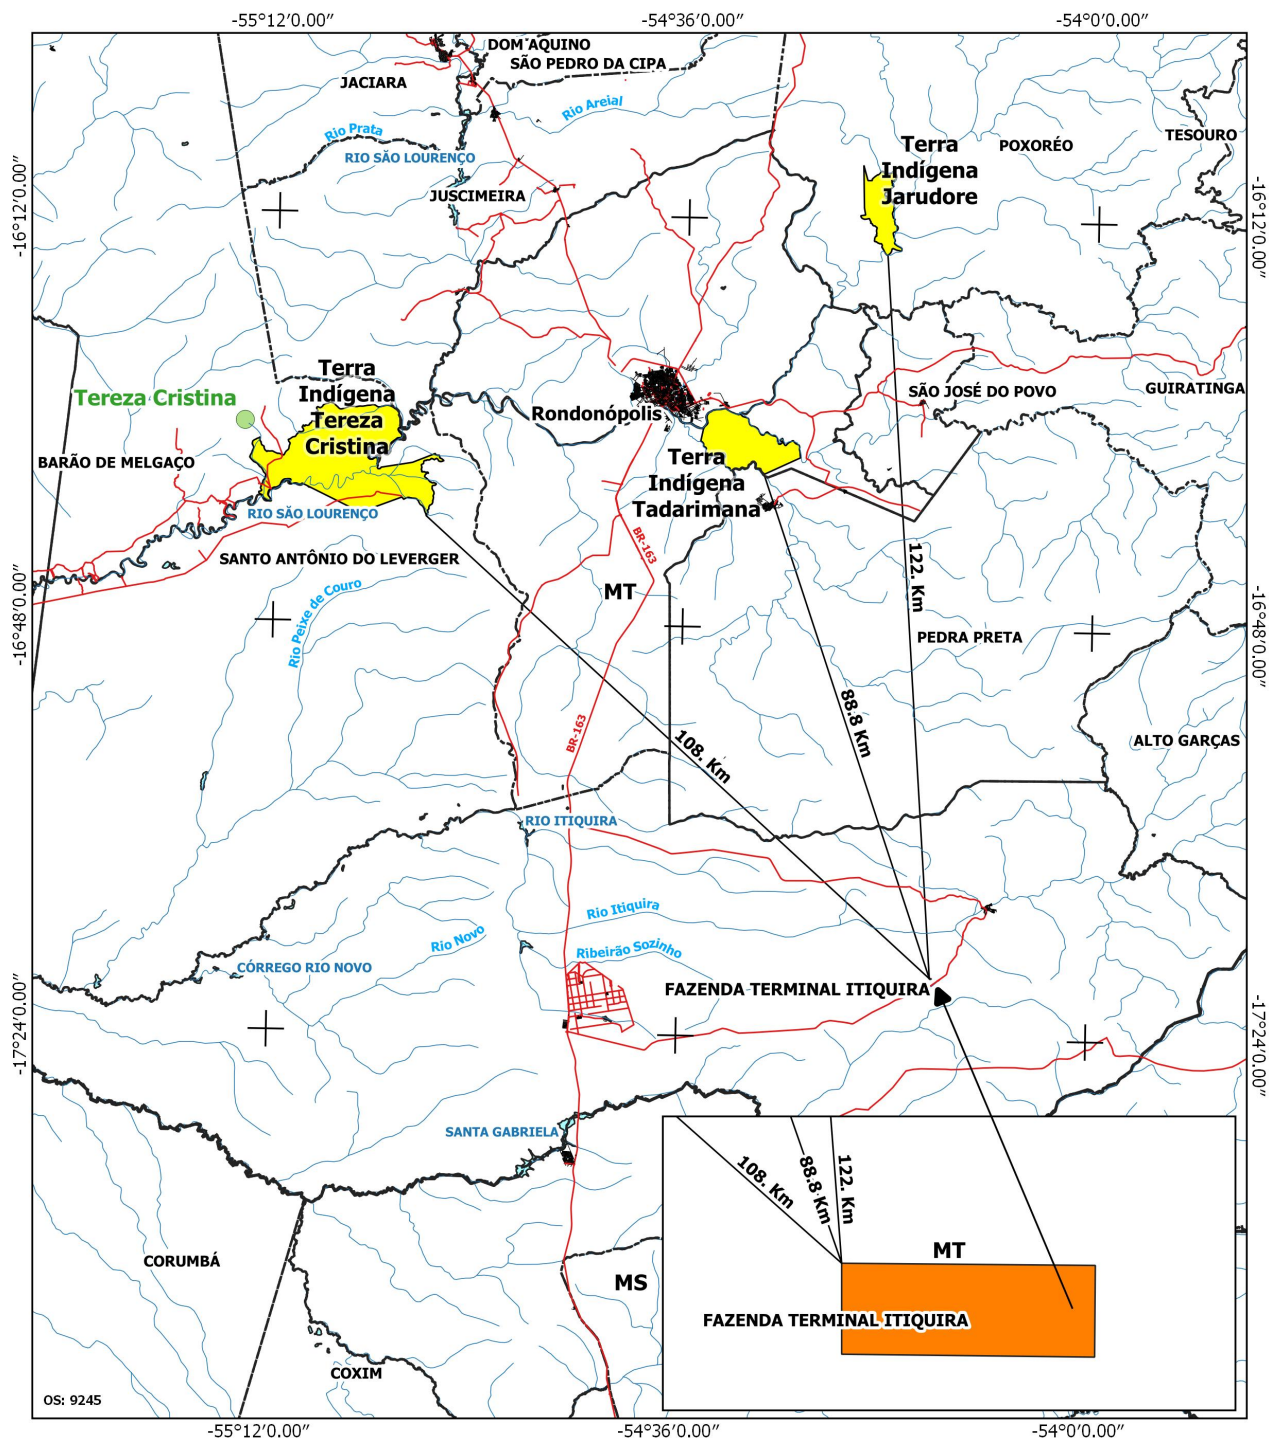 -55°12′0.00″
-54°36′0.00″
-54°0′0.00″
DOM AQUINO
SÃO PEDRO DA CIPA
JACIARA
Rio Areial
Rio Prata
RIO SÃO LOURENÇO
TESOURO
Terra
Indígena
Jarudore
POXORÉO
JUSCIMEIRA
-16°12′0.00″
-16°12′0.00″
Terra
Indígena
Tereza
Cristina
Tereza Cristina
SÃO JOSÉ DO POVO
GUIRATINGA
Rondonópolis
BARÃO DE MELGAÇO
Terra
Indígena
Tadarimana
RIO SÃO LOURENÇO
BR-163
SANTO ANTÔNIO DO LEVERGER
122. Km
MT
Rio Peixe de Couro
-16°48′0.00″
-16°48′0.00″
PEDRA PRETA
88.8 Km
BR-163
108. Km
ALTO GARÇAS
RIO ITIQUIRA
Rio Itiquira
Rio Novo
Ribeirão Sozinho
CÓRREGO RIO NOVO
FAZENDA TERMINAL ITIQUIRA
-17°24′0.00″
-17°24′0.00″
SANTA GABRIELA
108. Km
88.8 Km
122. Km
MT
CORUMBÁ
MS
FAZENDA TERMINAL ITIQUIRA
COXIM
OS: 9245
-55°12′0.00″
-54°36′0.00″
-54°0′0.00″